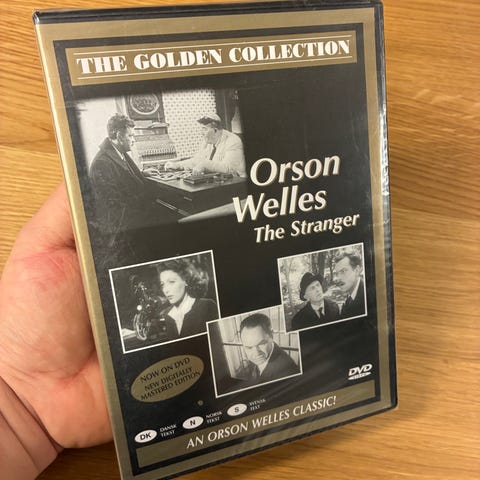 THE GOLDEN COLLECTION
Orson
Welles
The Stranger
NOW ON DVD
NEW DIGITALLY
MASTERED EDITION
DVD
DK DANSK TEKST
N NORSK TEKST
S SVENSK TEXT
AN ORSON WELLES CLASSIC!